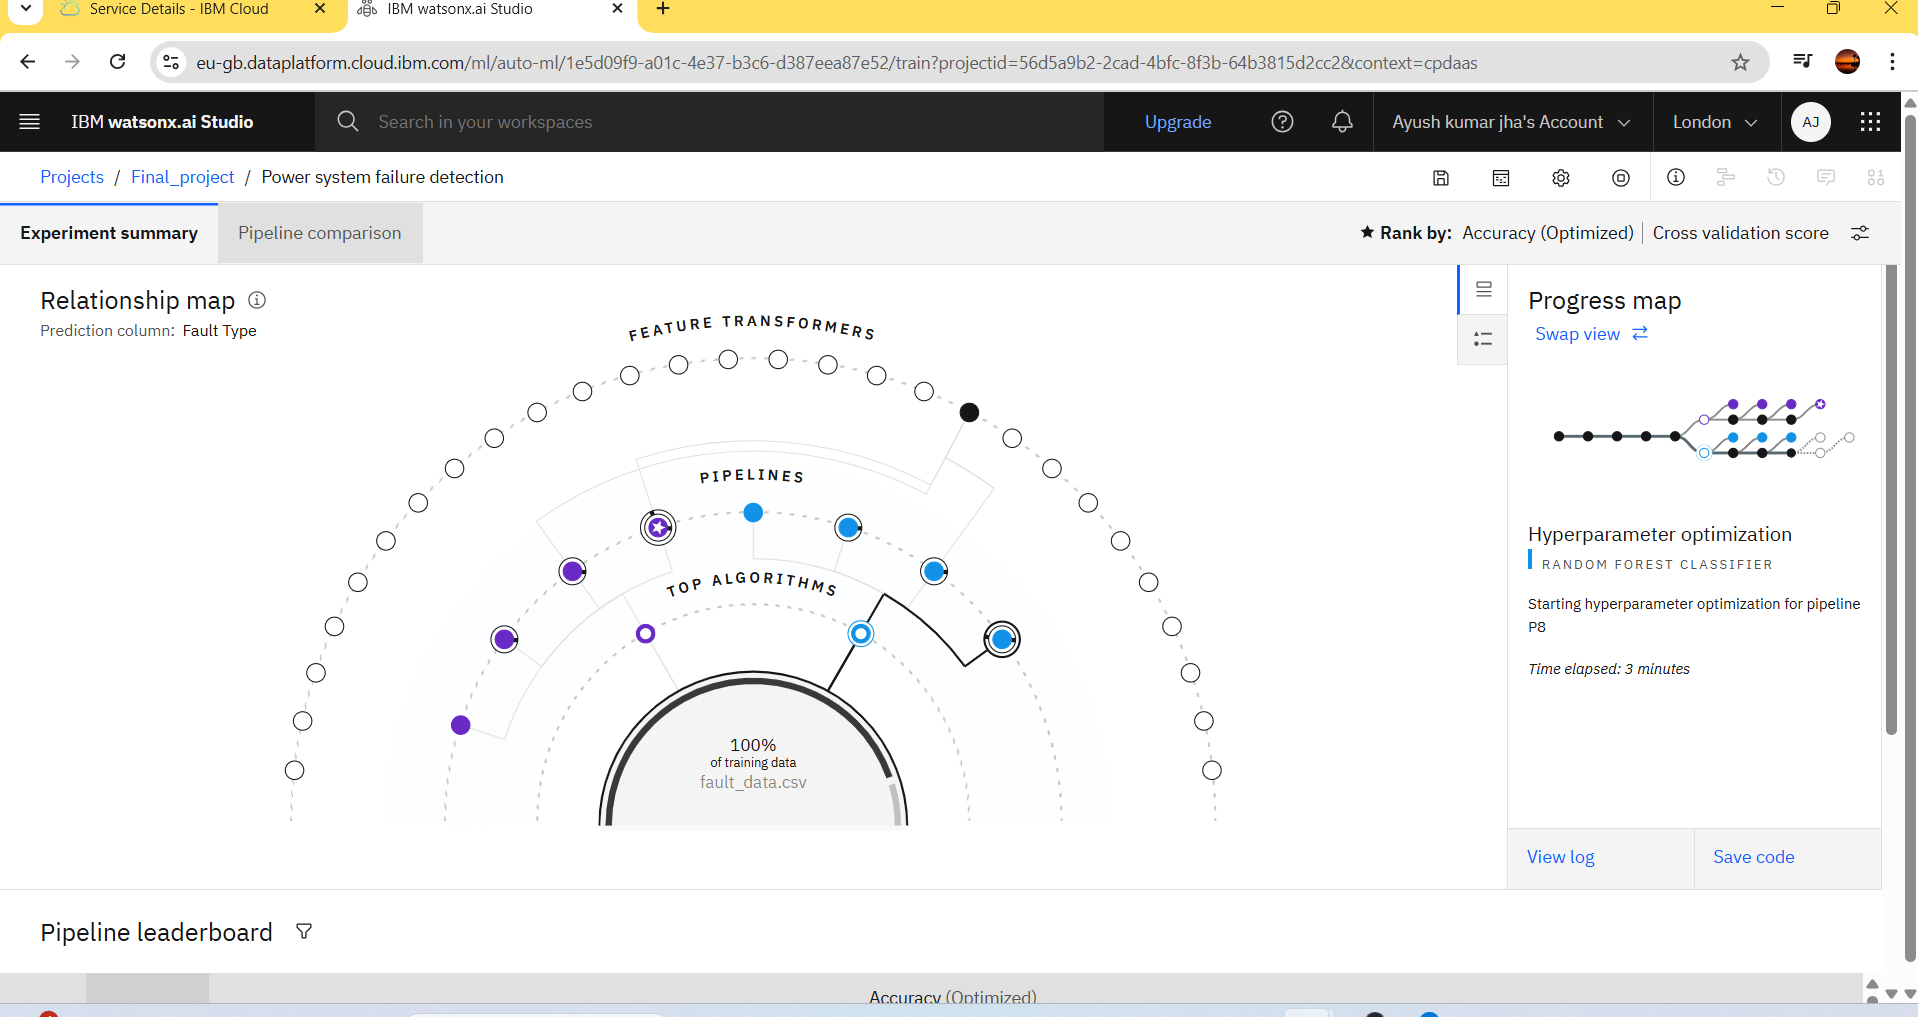 Service Details - IBM Cloud
IBM watsonx.ai Studio
eu-gb.dataplatform.cloud.ibm.com/ml/auto-ml/1e5d09f9-a01c-4e37-b3c6-d387eea87e52/train?projectid=56d5a9b2-2cad-4bfc-8f3b-64b3815d2cc2&context=cpdaas
IBM watsonx.ai Studio
Search in your workspaces
Upgrade
Ayush kumar jha's Account
London
AJ
Projects / Final_project / Power system failure detection
Experiment summary
Pipeline comparison
Rank by: Accuracy (Optimized) | Cross validation score
Relationship map
Prediction column: Fault Type
FEATURE TRANSFORMERS
PIPELINES
TOP ALGORITHMS
100%
of training data
fault_data.csv
Progress map
Swap view
Hyperparameter optimization
RANDOM FOREST CLASSIFIER
Starting hyperparameter optimization for pipeline
P8
Time elapsed: 3 minutes
View log
Save code
Pipeline leaderboard
Accuracy (Optimized)